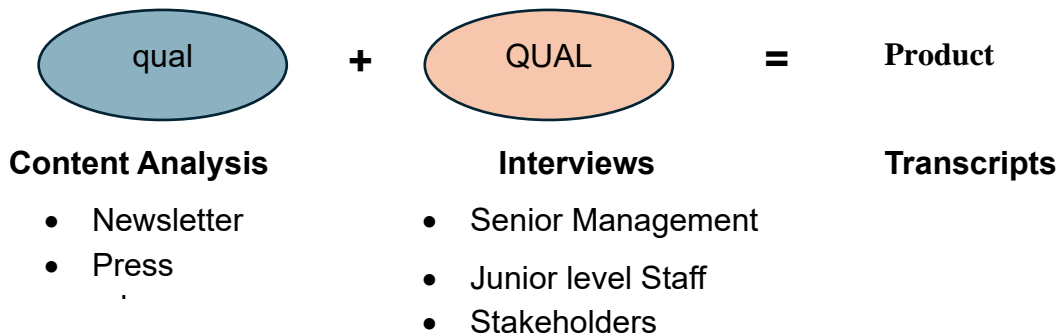 qual + QUAL = Product
Content Analysis Interviews Transcripts
• Newsletter
• Press
• Senior Management
• Junior level Staff
• Stakeholders